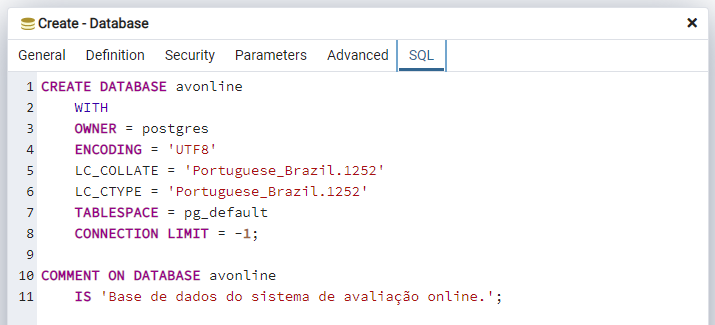 Create - Database
General Definition Security Parameters Advanced SQL
1 CREATE DATABASE avonline
2 WITH
3 OWNER = postgres
4 ENCODING = 'UTF8'
5 LC_COLLATE = 'Portuguese_Brazil.1252'
6 LC_CTYPE = 'Portuguese_Brazil.1252'
7 TABLESPACE = pg_default
8 CONNECTION LIMIT = -1;
9
10 COMMENT ON DATABASE avonline
11 IS 'Base de dados do sistema de avaliação online.';